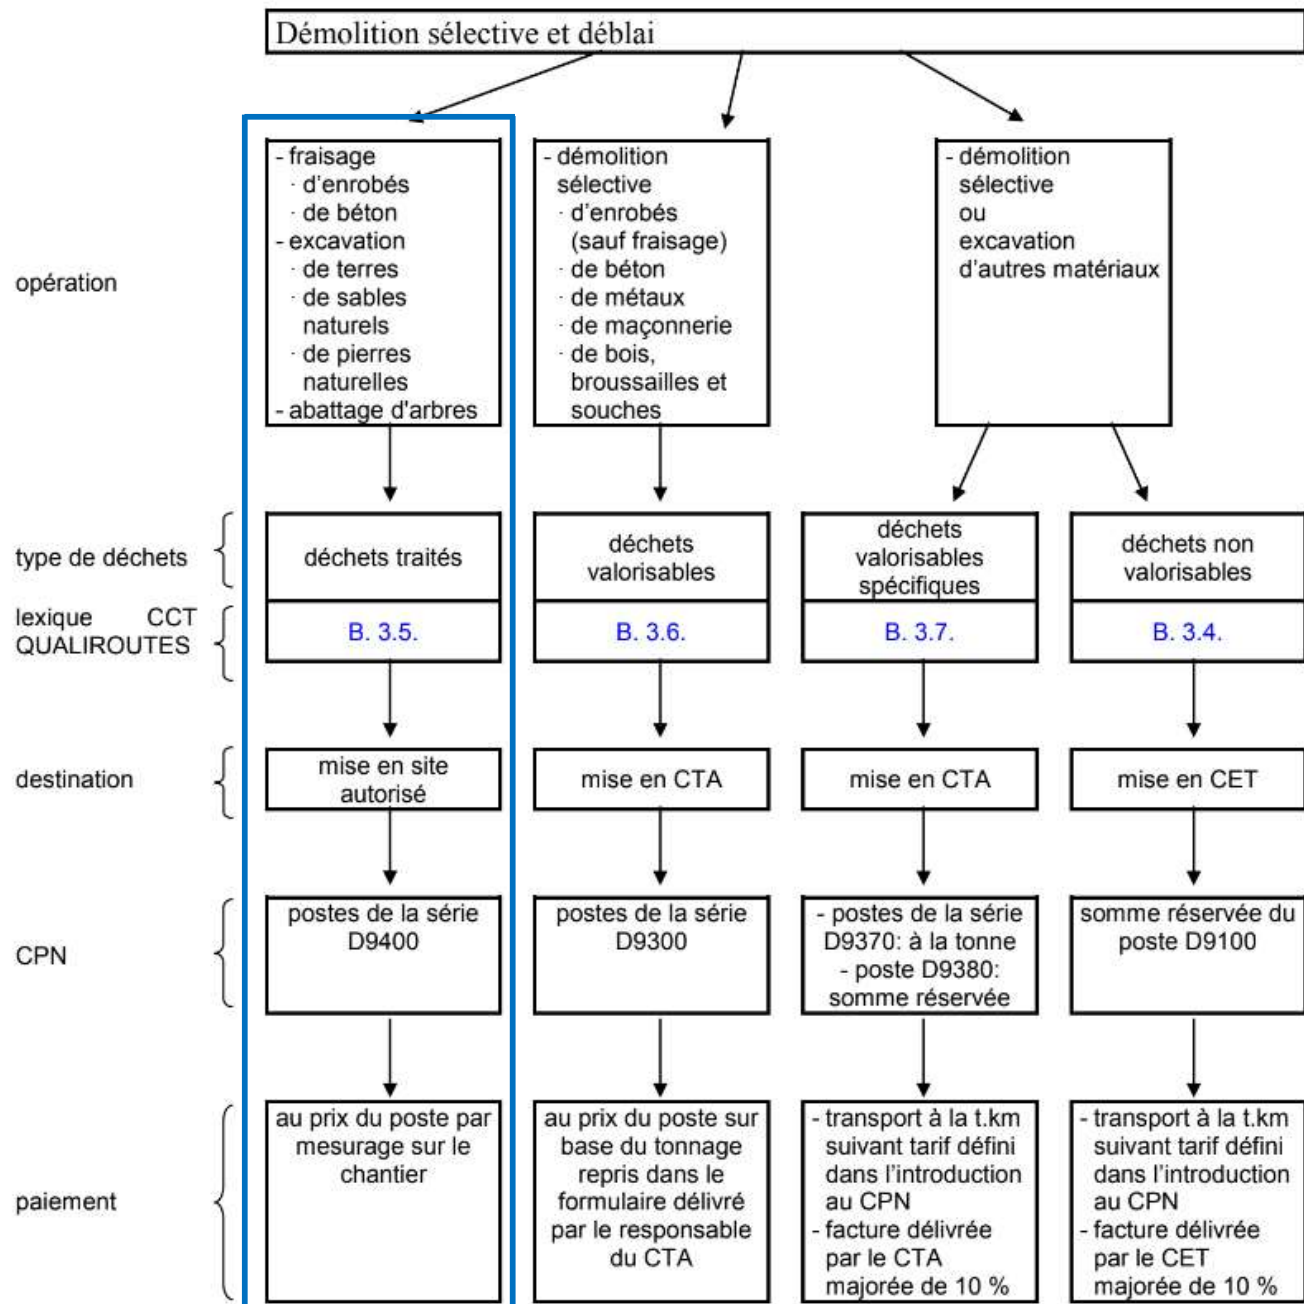 Démolition sélective et déblai
opération
- fraisage
· d'enrobés
· de béton
- excavation
· de terres
· de sables
naturels
· de pierres
naturelles
- abattage d'arbres
- démolition
sélective
· d'enrobés
(sauf fraisage)
· de béton
· de métaux
· de maçonnerie
· de bois,
broussailles et
souches
- démolition
sélective
ou
excavation
d'autres matériaux
type de déchets
déchets traités
déchets
valorisables
déchets
valorisables
spécifiques
déchets non
valorisables
lexique CCT
QUALIROUTES
B. 3.5.
B. 3.6.
B. 3.7.
B. 3.4.
destination
mise en site
autorisé
mise en CTA
mise en CTA
mise en CET
CPN
postes de la série
D9400
postes de la série
D9300
- postes de la série
D9370: à la tonne
- poste D9380:
somme réservée
somme réservée du
poste D9100
paiement
au prix du poste par
mesurage sur le
chantier
au prix du poste sur
base du tonnage
repris dans le
formulaire délivré
par le responsable
du CTA
- transport à la t.km
suivant tarif défini
dans l'introduction
au CPN
- facture délivrée
par le CTA
majorée de 10 %
- transport à la t.km
suivant tarif défini
dans l'introduction
au CPN
- facture délivrée
par le CET
majorée de 10 %